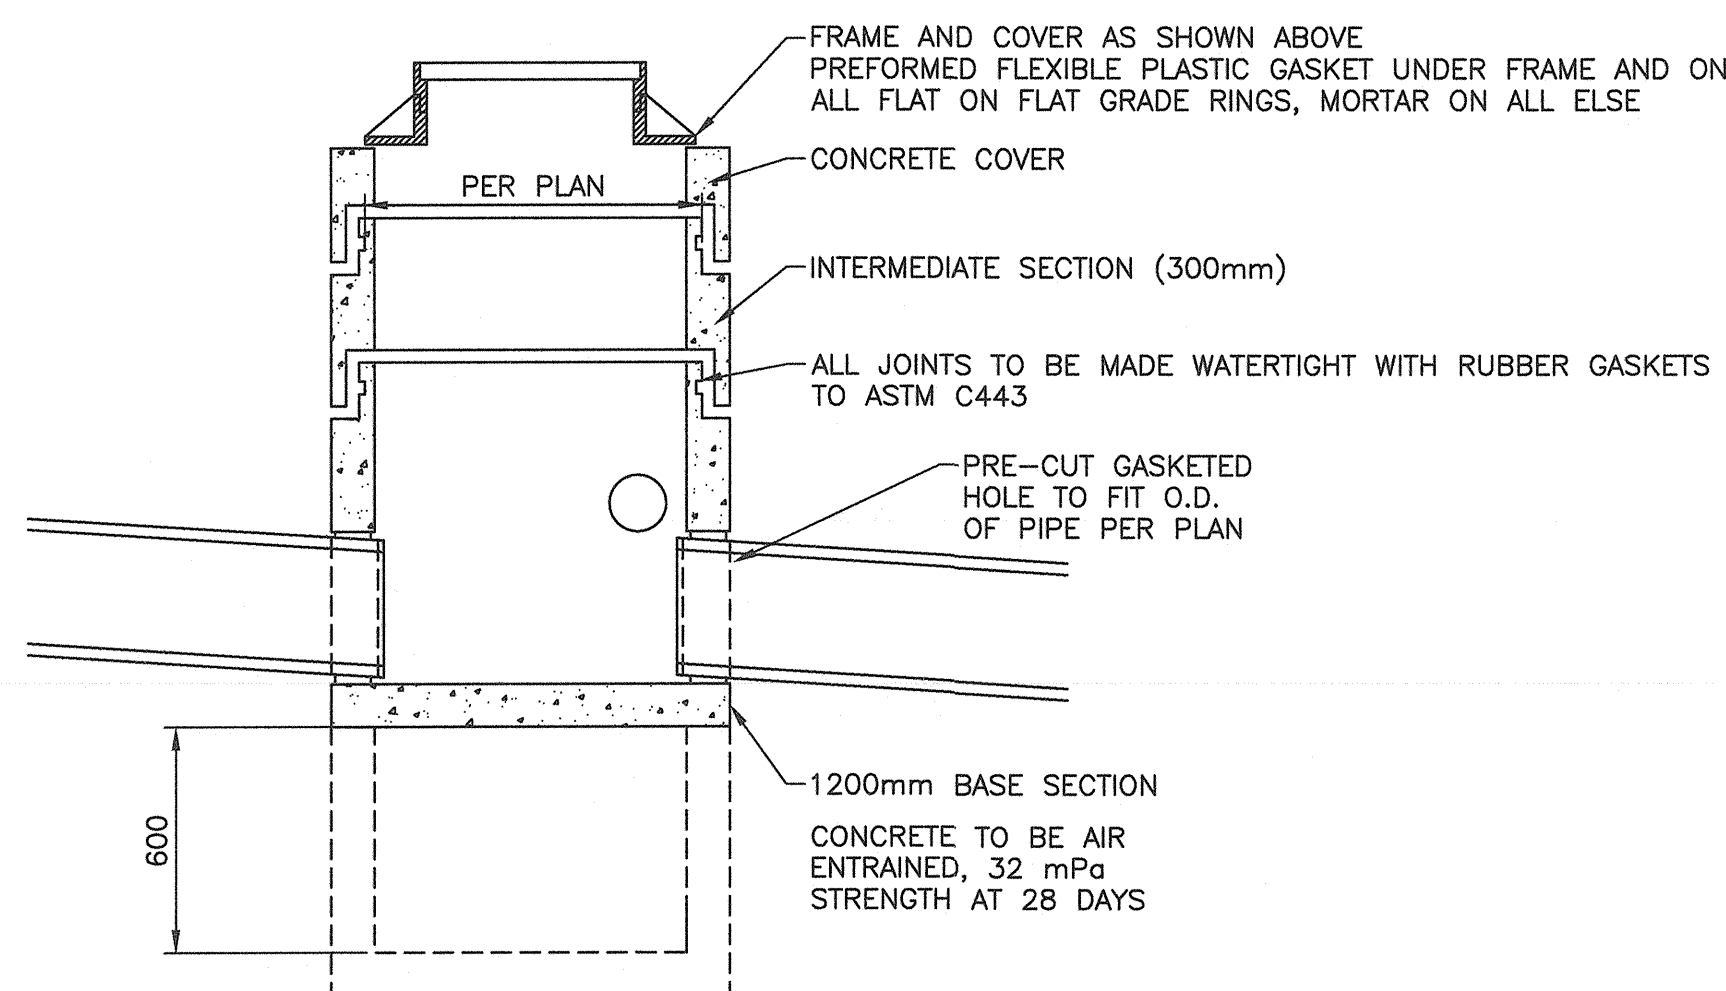 FRAME AND COVER AS SHOWN ABOVE
PREFORMED FLEXIBLE PLASTIC GASKET UNDER FRAME AND ON
ALL FLAT ON FLAT GRADE RINGS, MORTAR ON ALL ELSE
CONCRETE COVER
PER PLAN
INTERMEDIATE SECTION (300mm)
ALL JOINTS TO BE MADE WATERTIGHT WITH RUBBER GASKETS
TO ASTM C443
PRE-CUT GASKETED
HOLE TO FIT O.D.
OF PIPE PER PLAN
1200mm BASE SECTION
CONCRETE TO BE AIR
ENTRAINED, 32 mPa
STRENGTH AT 28 DAYS
600